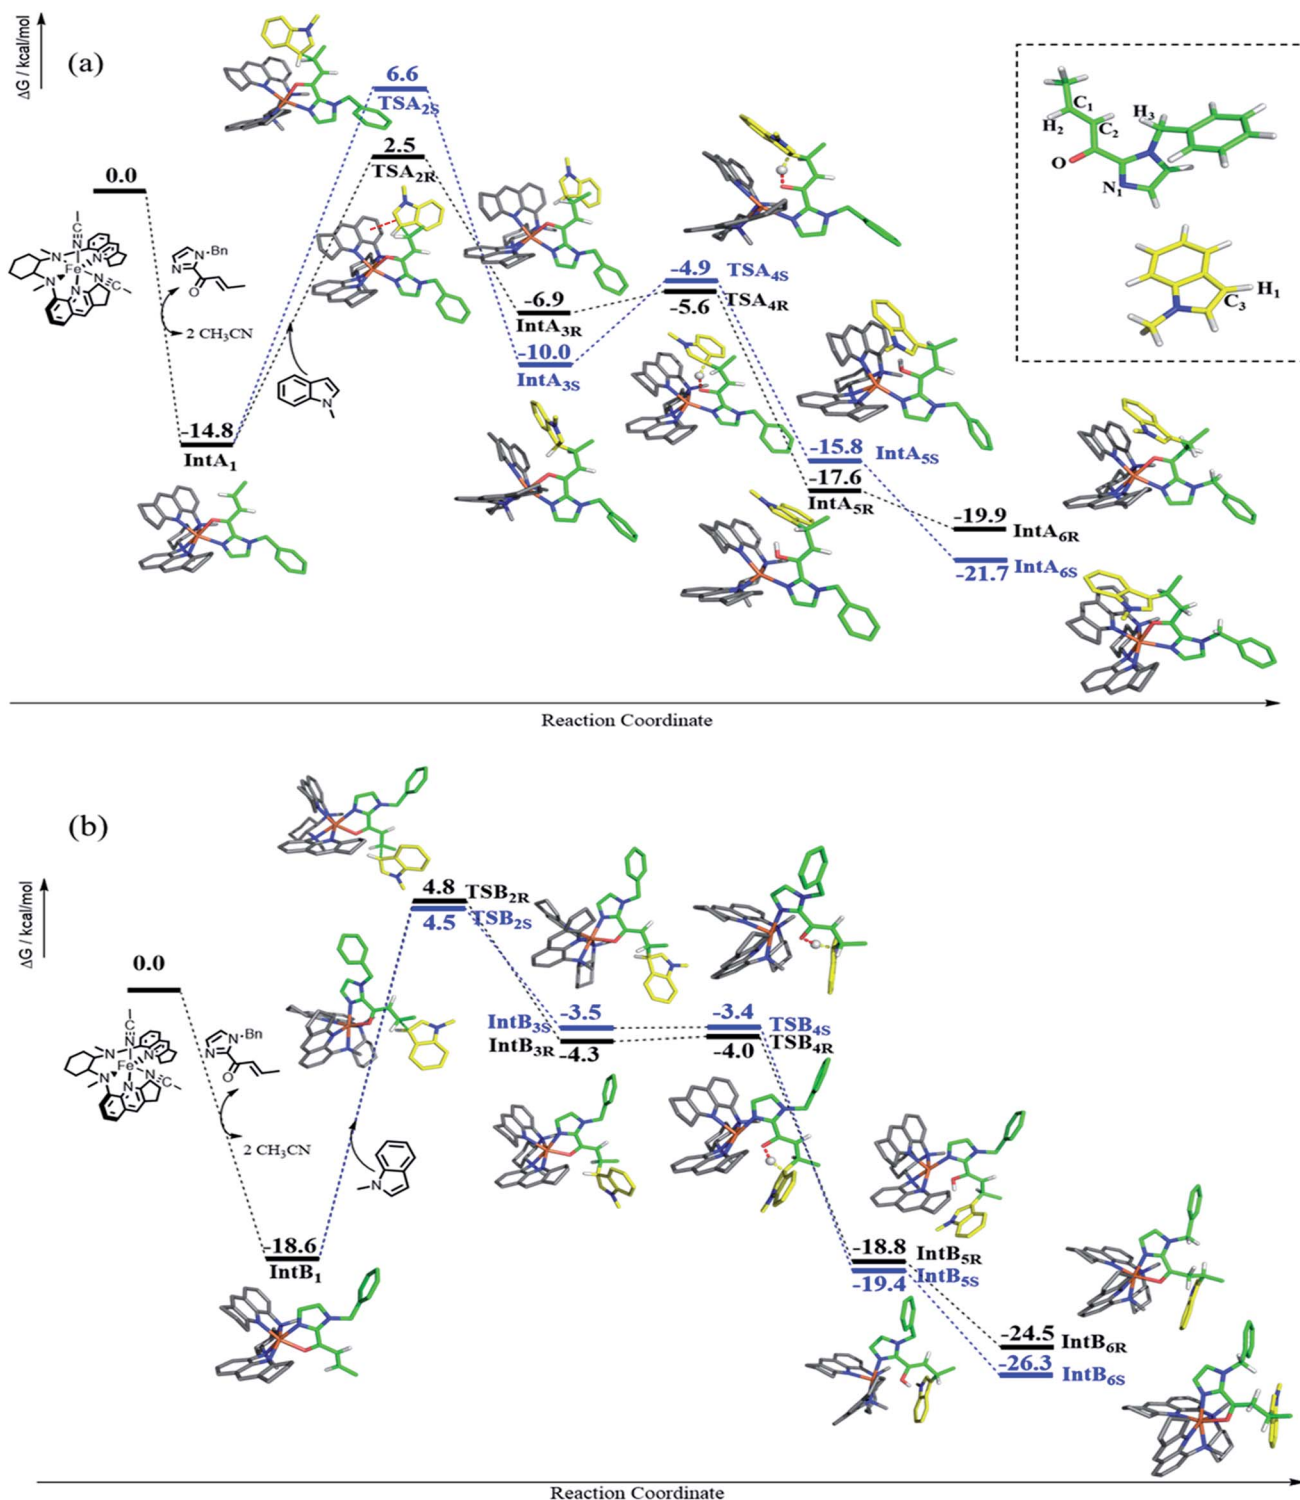 (a)
ΔG / kcal/mol
0.0
N
N
N
Fe
N
N
N
C
N
N
N
Bn
O
2 CH₃CN
-14.8
IntA₁
N
6.6
TSA₂S
2.5
TSA₂R
-6.9
IntA₃R
-10.0
IntA₃S
-4.9
TSA₄S
-5.6
TSA₄R
-15.8
IntA₅S
-17.6
IntA₅R
-19.9
IntA₆R
-21.7
IntA₆S
C₁
H₂
C₂
H₃
O
N₁
H₁
C₃
Reaction Coordinate
(b)
ΔG / kcal/mol
0.0
N
N
N
Fe
N
N
N
C
N
N
N
Bn
O
2 CH₃CN
-18.6
IntB₁
N
4.8
TSB₂R
4.5
TSB₂S
-3.5
IntB₃S
-4.3
IntB₃R
-3.4
TSB₄S
-4.0
TSB₄R
-18.8
IntB₅R
-19.4
IntB₅S
-24.5
IntB₆R
-26.3
IntB₆S
Reaction Coordinate